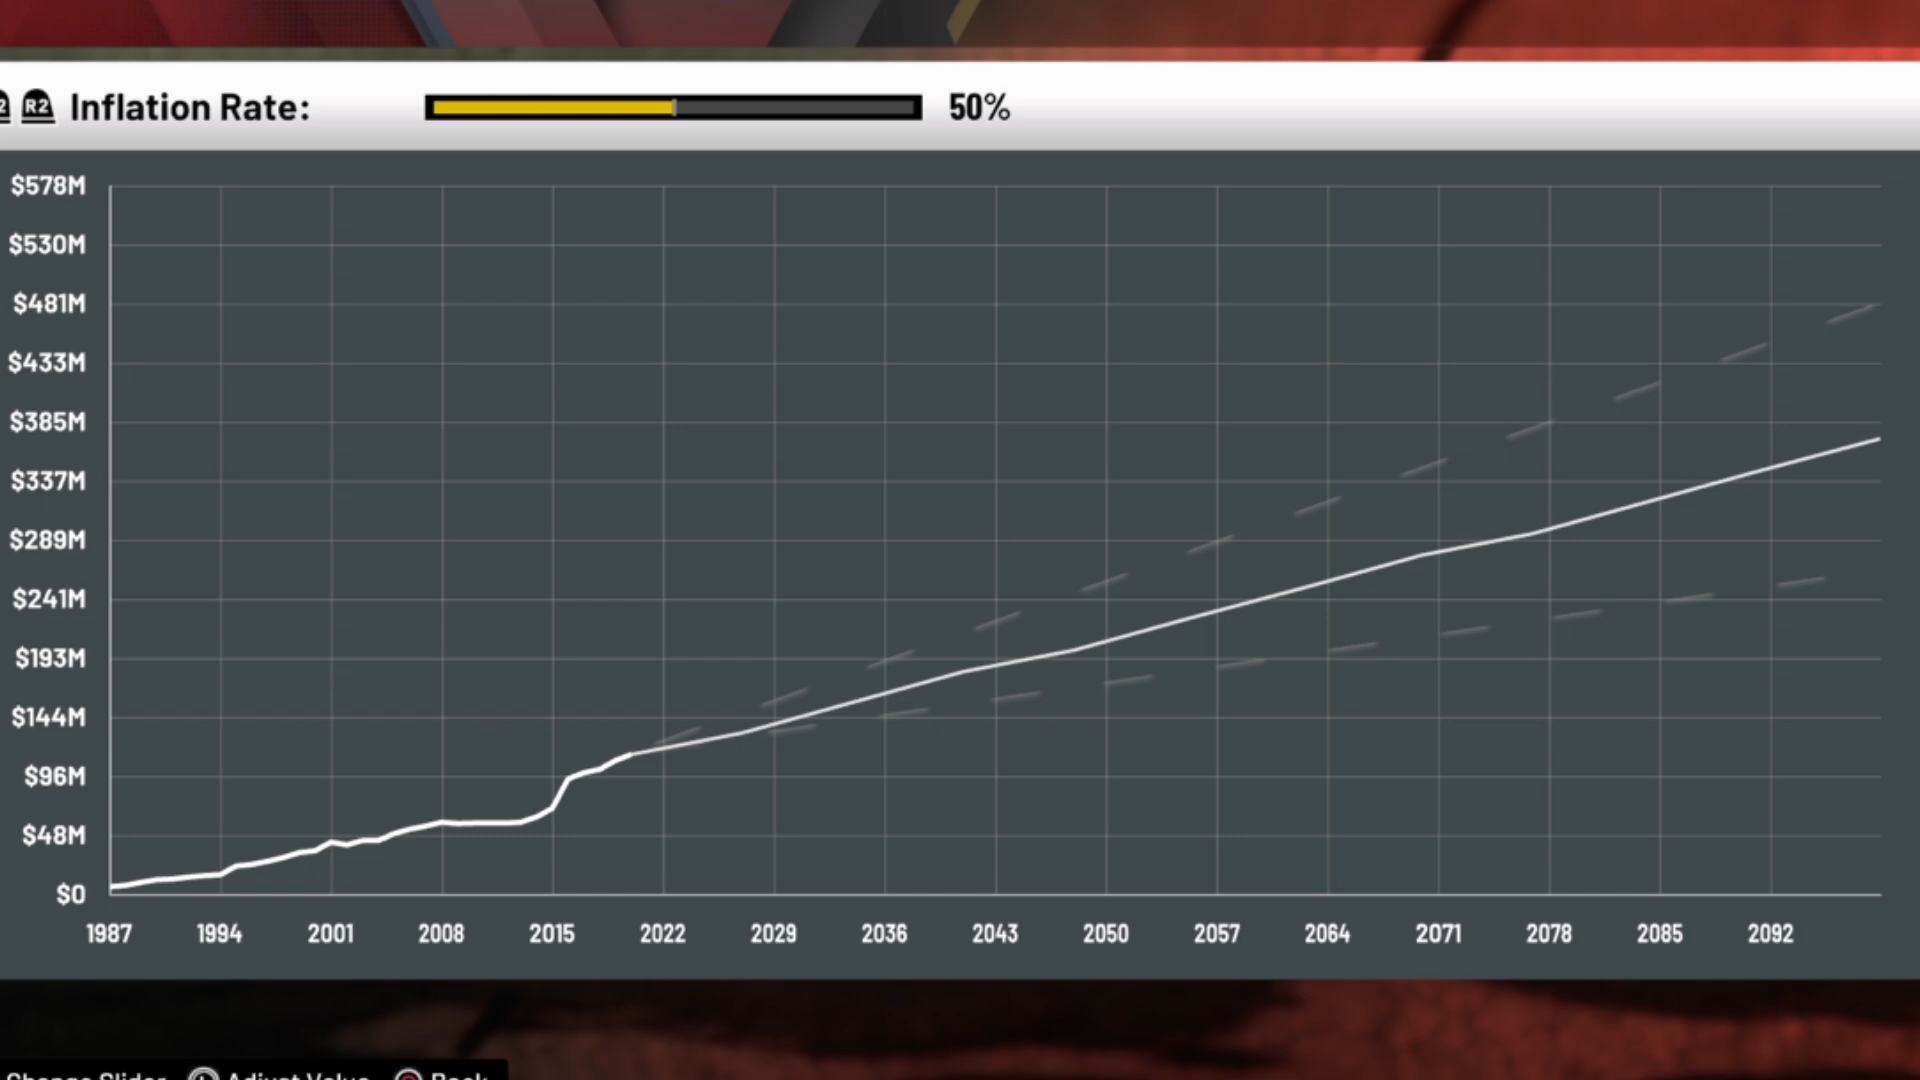 R2 Inflation Rate: 50%
$578M
$530M
$481M
$433M
$385M
$337M
$289M
$241M
$193M
$144M
$96M
$48M
$0
1987 1994 2001 2008 2015 2022 2029 2036 2043 2050 2057 2064 2071 2078 2085 2092
Change Slider L Adjust Value Back